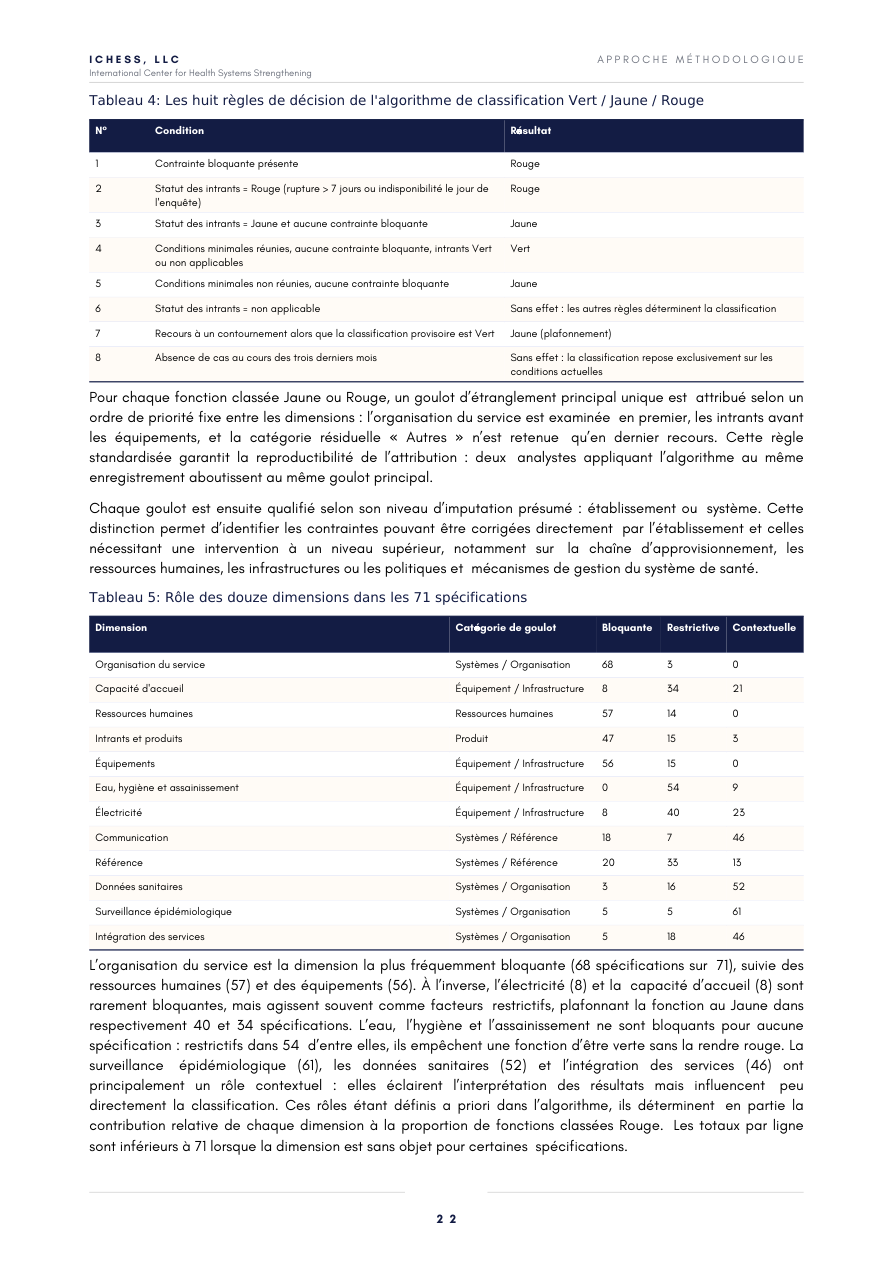 ICHESS, LLC
APPROCHE MÉTHODOLOGIQUE
International Center for Health Systems Strengthening
Tableau 4: Les huit règles de décision de l'algorithme de classification Vert / Jaune / Rouge
N° Condition Résultat
1 Contrainte bloquante présente Rouge
2 Statut des intrants = Rouge (rupture > 7 jours ou indisponibilité le jour de Rouge
l'enquête)
3 Statut des intrants = Jaune et aucune contrainte bloquante Jaune
4 Conditions minimales réunies, aucune contrainte bloquante, intrants Vert Vert
ou non applicables
5 Conditions minimales non réunies, aucune contrainte bloquante Jaune
6 Statut des intrants = non applicable Sans effet : les autres règles déterminent la classification
7 Recours à un contournement alors que la classification provisoire est Vert Jaune (plafonnement)
8 Absence de cas au cours des trois derniers mois Sans effet : la classification repose exclusivement sur les
conditions actuelles
Pour chaque fonction classée Jaune ou Rouge, un goulot d'étranglement principal unique est attribué selon un
ordre de priorité fixe entre les dimensions : l'organisation du service est examinée en premier, les intrants avant
les équipements, et la catégorie résiduelle « Autres » n'est retenue qu'en dernier recours. Cette règle
standardisée garantit la reproductibilité de l'attribution : deux analystes appliquant l'algorithme au même
enregistrement aboutissent au même goulot principal.
Chaque goulot est ensuite qualifié selon son niveau d'imputation présumé : établissement ou système. Cette
distinction permet d'identifier les contraintes pouvant être corrigées directement par l'établissement et celles
nécessitant une intervention à un niveau supérieur, notamment sur la chaîne d'approvisionnement, les
ressources humaines, les infrastructures ou les politiques et mécanismes de gestion du système de santé.
Tableau 5: Rôle des douze dimensions dans les 71 spécifications
Dimension Catégorie de goulot Bloquante Restrictive Contextuelle
Organisation du service Systèmes / Organisation 68 3 0
Capacité d'accueil Équipement / Infrastructure 8 34 21
Ressources humaines Ressources humaines 57 14 0
Intrants et produits Produit 47 15 3
Équipements Équipement / Infrastructure 56 15 0
Eau, hygiène et assainissement Équipement / Infrastructure 0 54 9
Électricité Équipement / Infrastructure 8 40 23
Communication Systèmes / Référence 18 7 46
Référence Systèmes / Référence 20 33 13
Données sanitaires Systèmes / Organisation 3 16 52
Surveillance épidémiologique Systèmes / Organisation 5 5 61
Intégration des services Systèmes / Organisation 5 18 46
L'organisation du service est la dimension la plus fréquemment bloquante (68 spécifications sur 71), suivie des
ressources humaines (57) et des équipements (56). À l'inverse, l'électricité (8) et la capacité d'accueil (8) sont
rarement bloquantes, mais agissent souvent comme facteurs restrictifs, plafonnant la fonction au Jaune dans
respectivement 40 et 34 spécifications. L'eau, l'hygiène et l'assainissement ne sont bloquants pour aucune
spécification : restrictifs dans 54 d'entre elles, ils empêchent une fonction d'être verte sans la rendre rouge. La
surveillance épidémiologique (61), les données sanitaires (52) et l'intégration des services (46) ont
principalement un rôle contextuel : elles éclairent l'interprétation des résultats mais influencent peu
directement la classification. Ces rôles étant définis a priori dans l'algorithme, ils déterminent en partie la
contribution relative de chaque dimension à la proportion de fonctions classées Rouge. Les totaux par ligne
sont inférieurs à 71 lorsque la dimension est sans objet pour certaines spécifications.
22